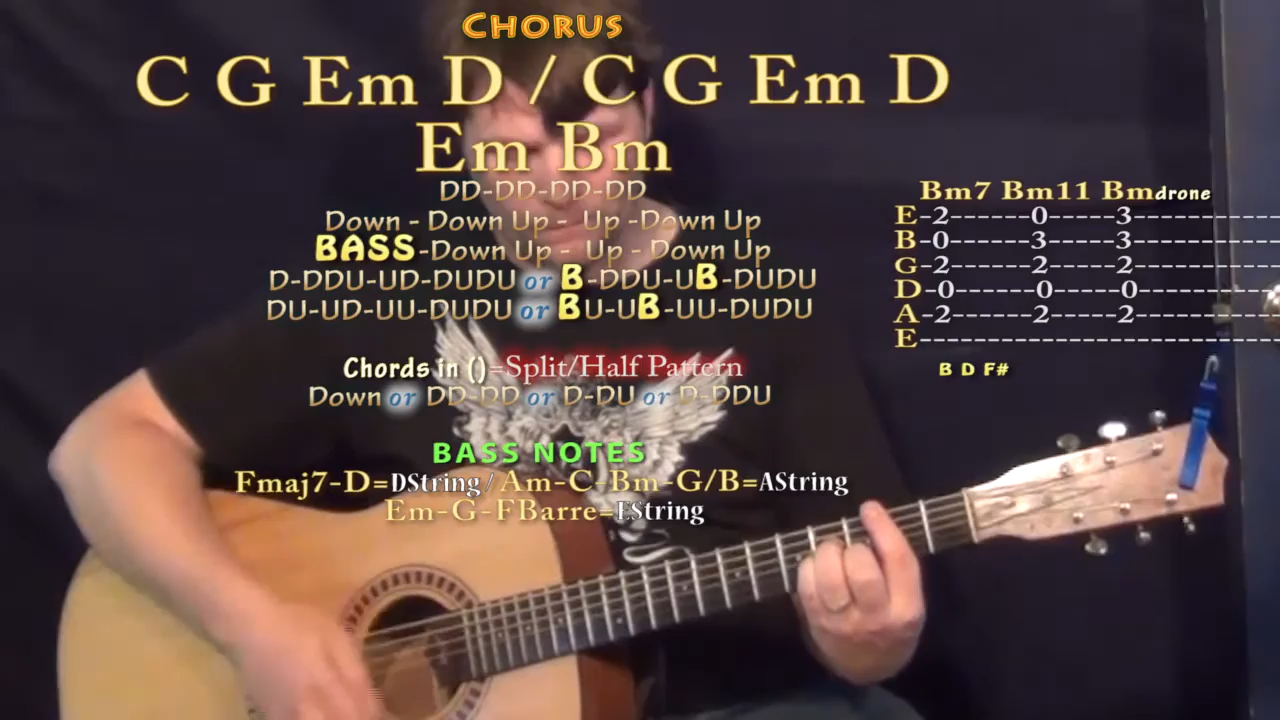 CHORUS
C G Em D / C G Em D
Em Bm
DD-DD-DD-DD
Down - Down Up - Up -Down Up
BASS-Down Up - Up - Down Up
D-DDU-UD-DUDU or B-DDU-UB-DUDU
DU-UD-UU-DUDU or BU-UB-UU-DUDU
Chords in ()=Split/Half Pattern
Down or DD-DD or D-DU or D-DDU
BASS NOTES
Fmaj7-D=DString / Am-C-Bm-G/B=AString
Em-G-FBarre=EString
Bm7 Bm11 Bmdrone
E-2------0-----3-----------
B-0------3-----3-----------
G-2------2-----2-----------
D-0------0-----0-----------
A-2------2-----2-----------
E---------------------------
B D F#